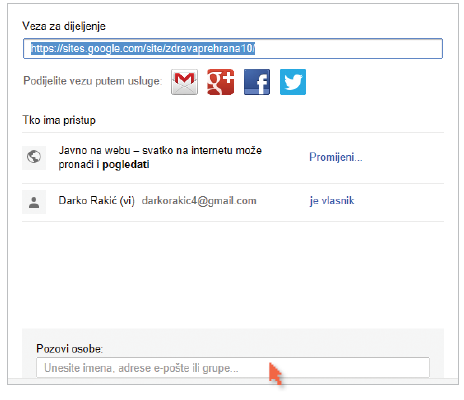 Veza za dijeljenje
https://sites.google.com/site/zdravaprehrana10/
Podijelite vezu putem usluge:
Tko ima pristup
Javno na webu – svatko na internetu može
pronaći i pogledati
Promijeni...
Darko Rakić (vi) darkorakic4@gmail.com je vlasnik
Pozovi osobe:
Unesite imena, adrese e-pošte ili grupe...